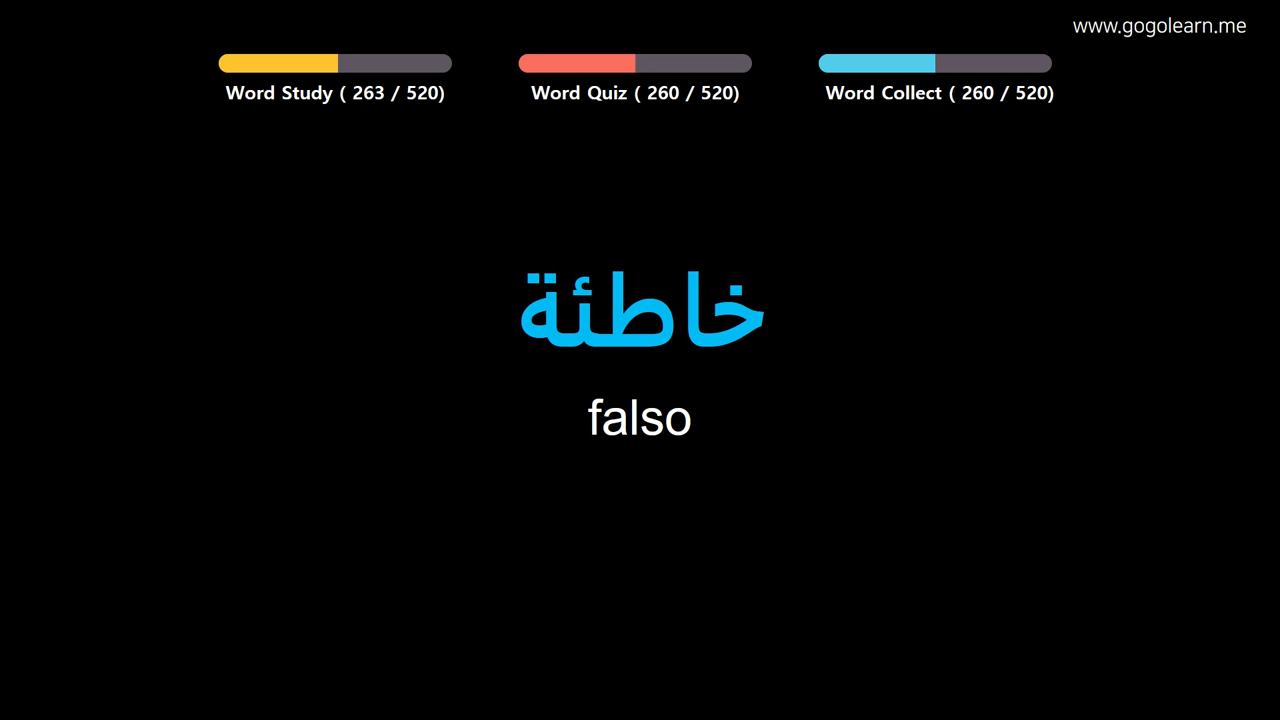 www.gogolearn.me
Word Study ( 263 / 520)
Word Quiz ( 260 / 520)
Word Collect ( 260 / 520)
خاطئة
falso